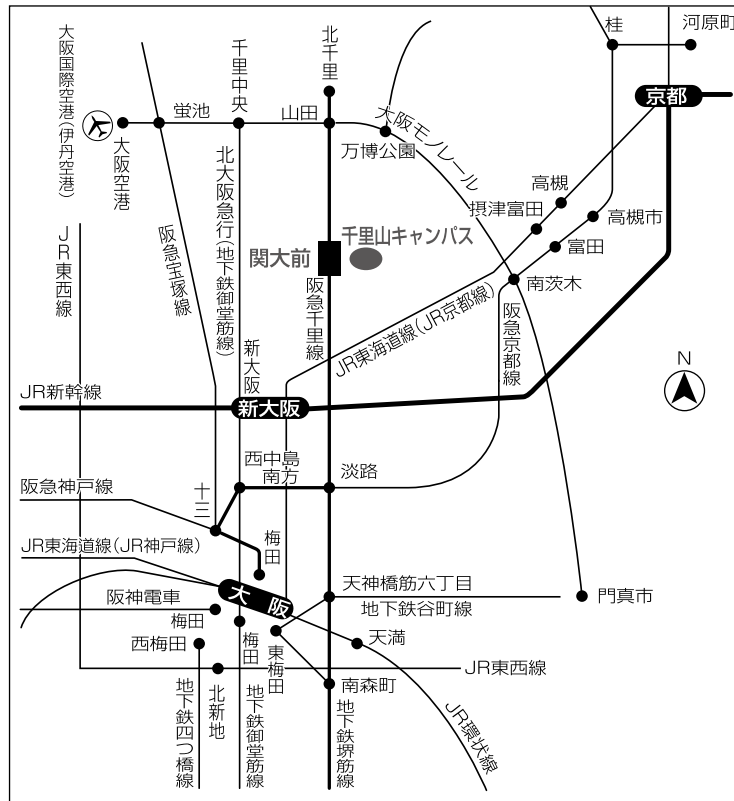 大阪国際空港(伊丹空港)
千里中央
北千里
桂
河原町
京都
蛍池
山田
大阪モノレール
大阪空港
万博公園
北大阪急行(地下鉄御堂筋線)
高槻
摂津富田
高槻市
富田
千里山キャンパス
関大前
南茨木
JR東西線
阪急宝塚線
阪急千里線
JR東海道線(JR京都線)
阪急京都線
新大阪
N
JR新幹線
新大阪
西中島
南方
淡路
十三
阪急神戸線
梅田
JR東海道線(JR神戸線)
大阪
天神橋筋六丁目
門真市
阪神電車
地下鉄谷町線
梅田
西梅田
梅田
東梅田
天満
JR東西線
北新地
南森町
地下鉄四つ橋線
地下鉄御堂筋線
地下鉄堺筋線
JR環状線